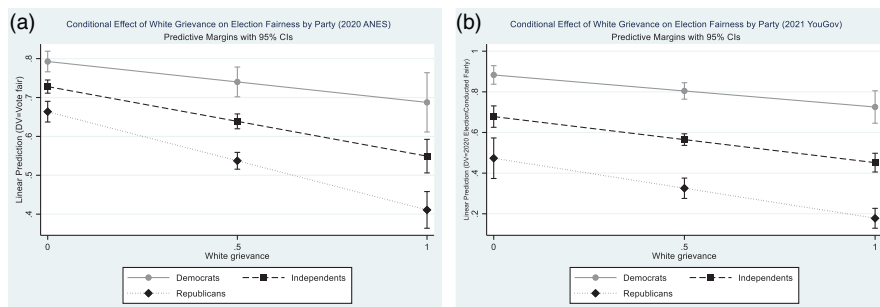 (a)
Conditional Effect of White Grievance on Election Fairness by Party (2020 ANES)
Predictive Margins with 95% CIs
Linear Prediction (DV=Vote fair)
.8
.7
.6
.5
.4
0
.5
1
White grievance
Democrats
Independents
Republicans
(b)
Conditional Effect of White Grievance on Election Fairness by Party (2021 YouGov)
Predictive Margins with 95% CIs
Linear Prediction (DV=2020 ElectionConducted Fairly)
1
.8
.6
.4
.2
0
.5
1
White grievance
Democrats
Independents
Republicans